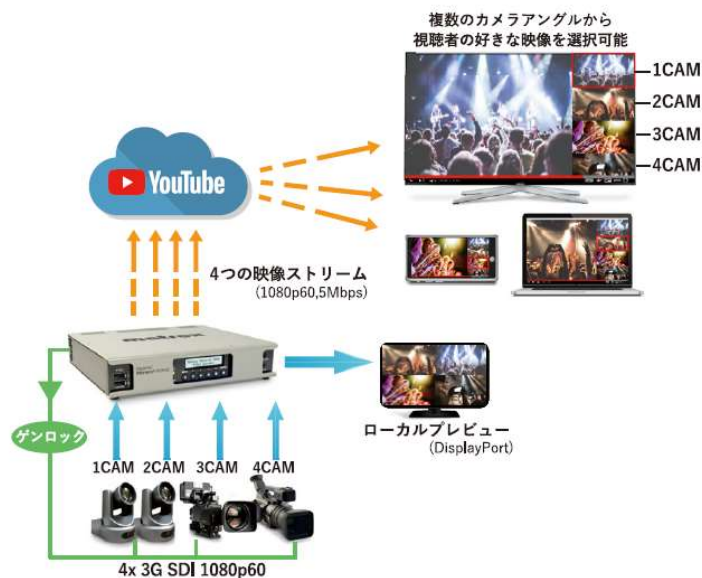 複数のカメラアングルから
視聴者の好きな映像を選択可能
1CAM
2CAM
3CAM
4CAM
YouTube
4つの映像ストリーム
(1080p60,5Mbps)
ゲンロック
1CAM 2CAM 3CAM 4CAM
ローカルプレビュー
(DisplayPort)
4x 3G SDI 1080p60